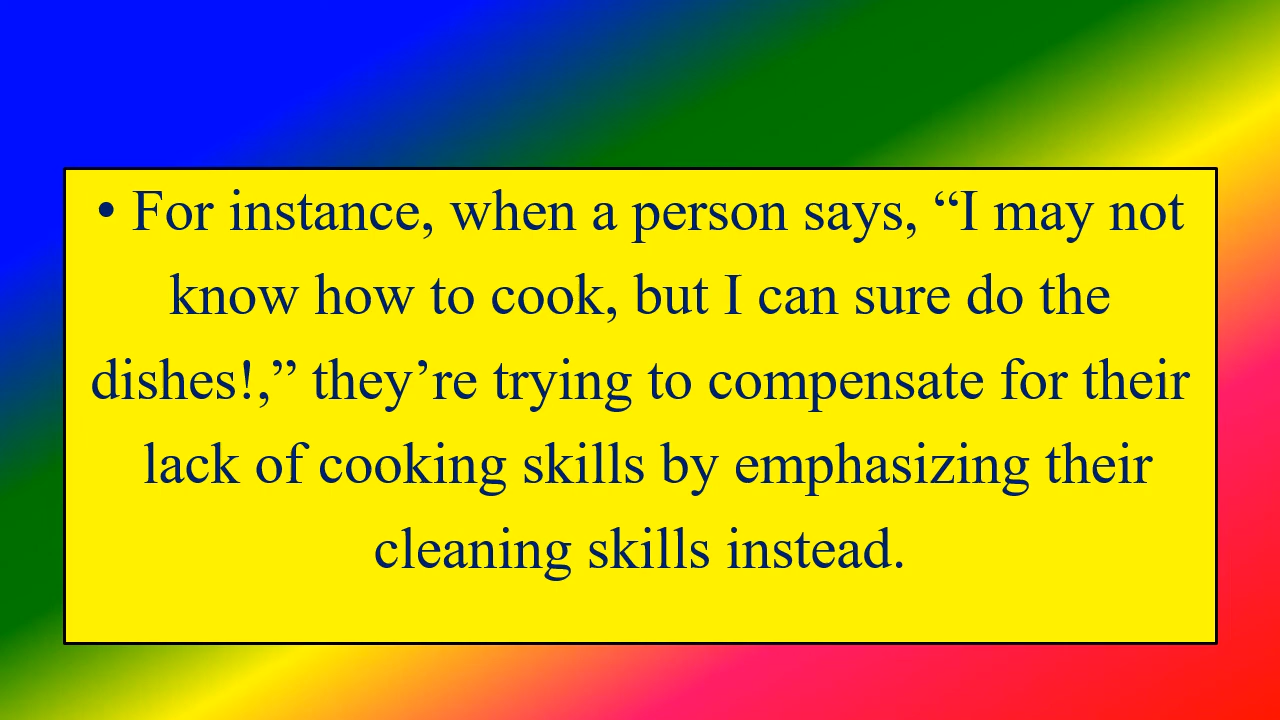 • For instance, when a person says, “I may not
know how to cook, but I can sure do the
dishes!,” they’re trying to compensate for their
lack of cooking skills by emphasizing their
cleaning skills instead.